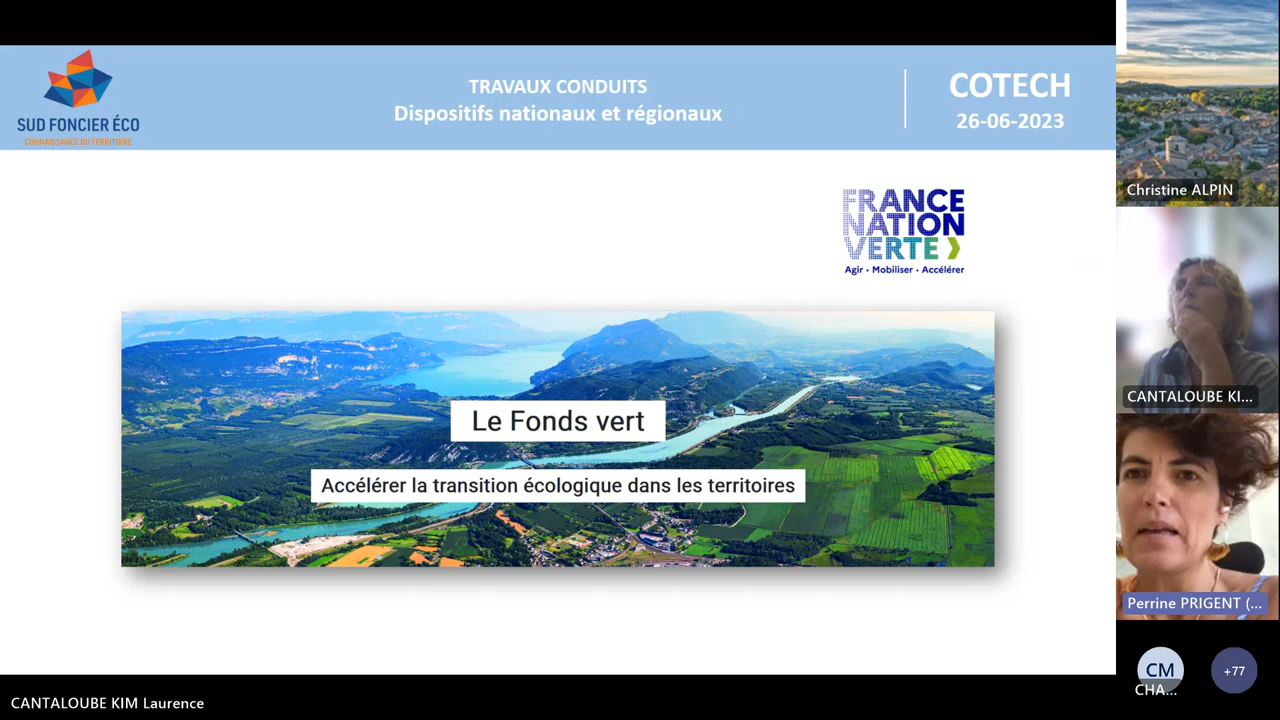 SUD FONCIER ÉCO
CONNAISSANCE DU TERRITOIRE
TRAVAUX CONDUITS
Dispositifs nationaux et régionaux
COTECH
26-06-2023
FRANCE
NATION
VERTE
Agir • Mobiliser • Accélérer
Le Fonds vert
Accélérer la transition écologique dans les territoires
Christine ALPIN
CANTALOUBE KI...
Perrine PRIGENT (...
CM
CHA...
+77
CANTALOUBE KIM Laurence